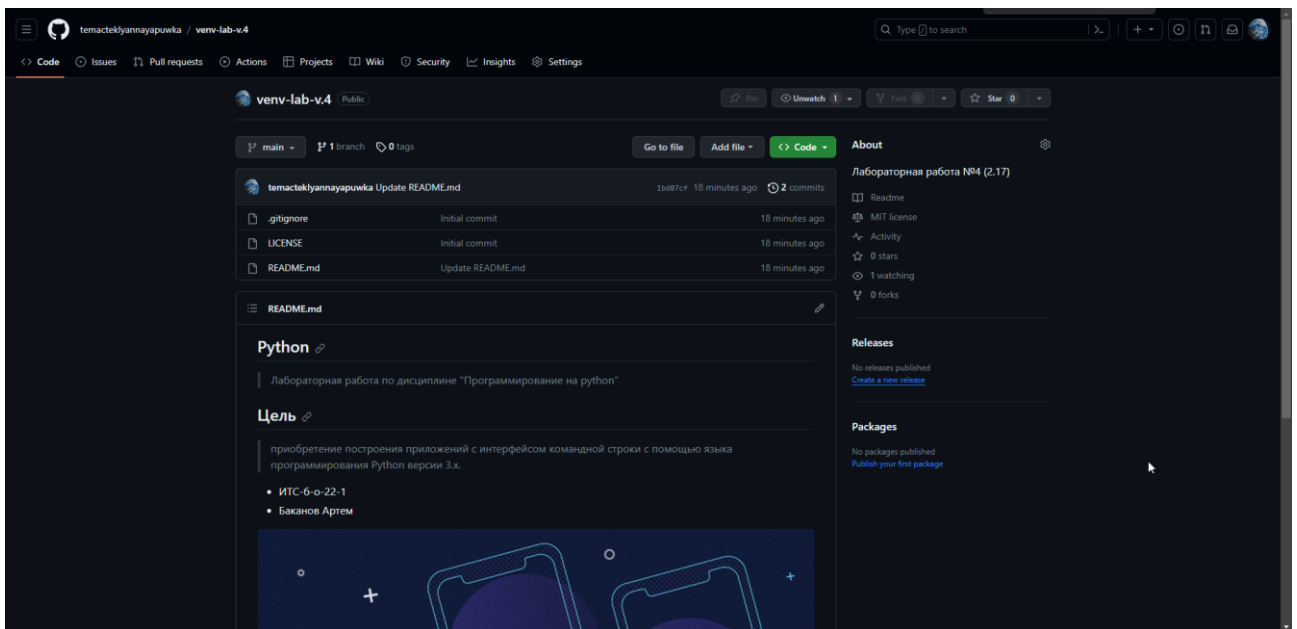 temacteklyannayapuwka / venv-lab-v.4
Type / to search
Code Issues Pull requests Actions Projects Wiki Security Insights Settings
venv-lab-v.4 Public
Pin Unwatch 1 Fork 0 Star 0
main 1 branch 0 tags Go to file Add file Code
temacteklyannayapuwka Update README.md 1bd07cf 18 minutes ago 2 commits
.gitignore Initial commit 18 minutes ago
LICENSE Initial commit 18 minutes ago
README.md Update README.md 18 minutes ago
README.md
Python
Лабораторная работа по дисциплине "Программирование на python"
Цель
приобретение построения приложений с интерфейсом командной строки с помощью языка
программирования Python версии 3.x.
ИТС-б-о-22-1
Баканов Артем
About
Лабораторная работа №4 (2.17)
Readme
MIT license
Activity
0 stars
1 watching
0 forks
Releases
No releases published
Create a new release
Packages
No packages published
Publish your first package